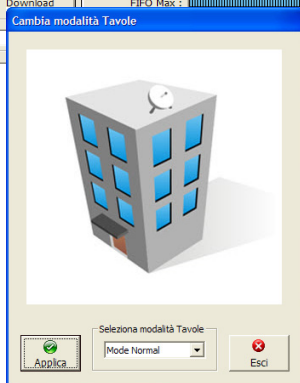 Download
FIFO Max :
Cambia modalità Tavole
Seleziona modalità Tavole
Mode Normal
Applica
Esci